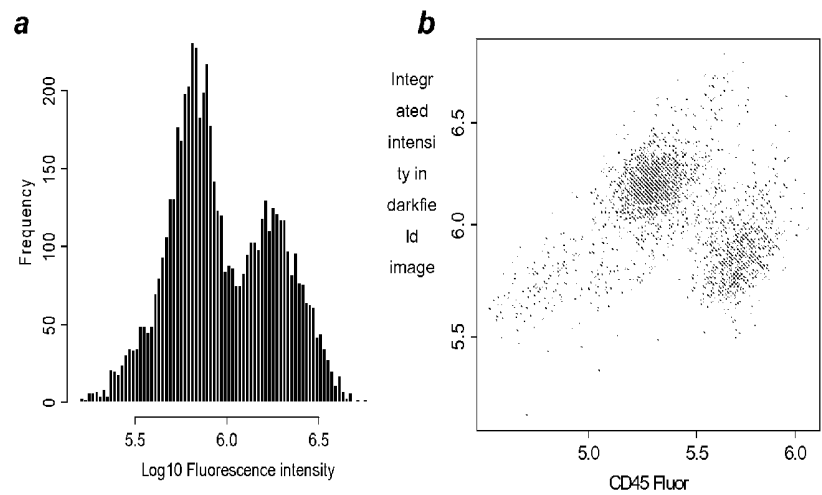 a
Frequency
0
50
100
150
200
5.5 6.0 6.5
Log10 Fluorescence intensity
b
Integr
ated
intensi
ty in
darkfie
ld
image
6.5
6.0
5.5
5.0 5.5 6.0
CD45 Fluor